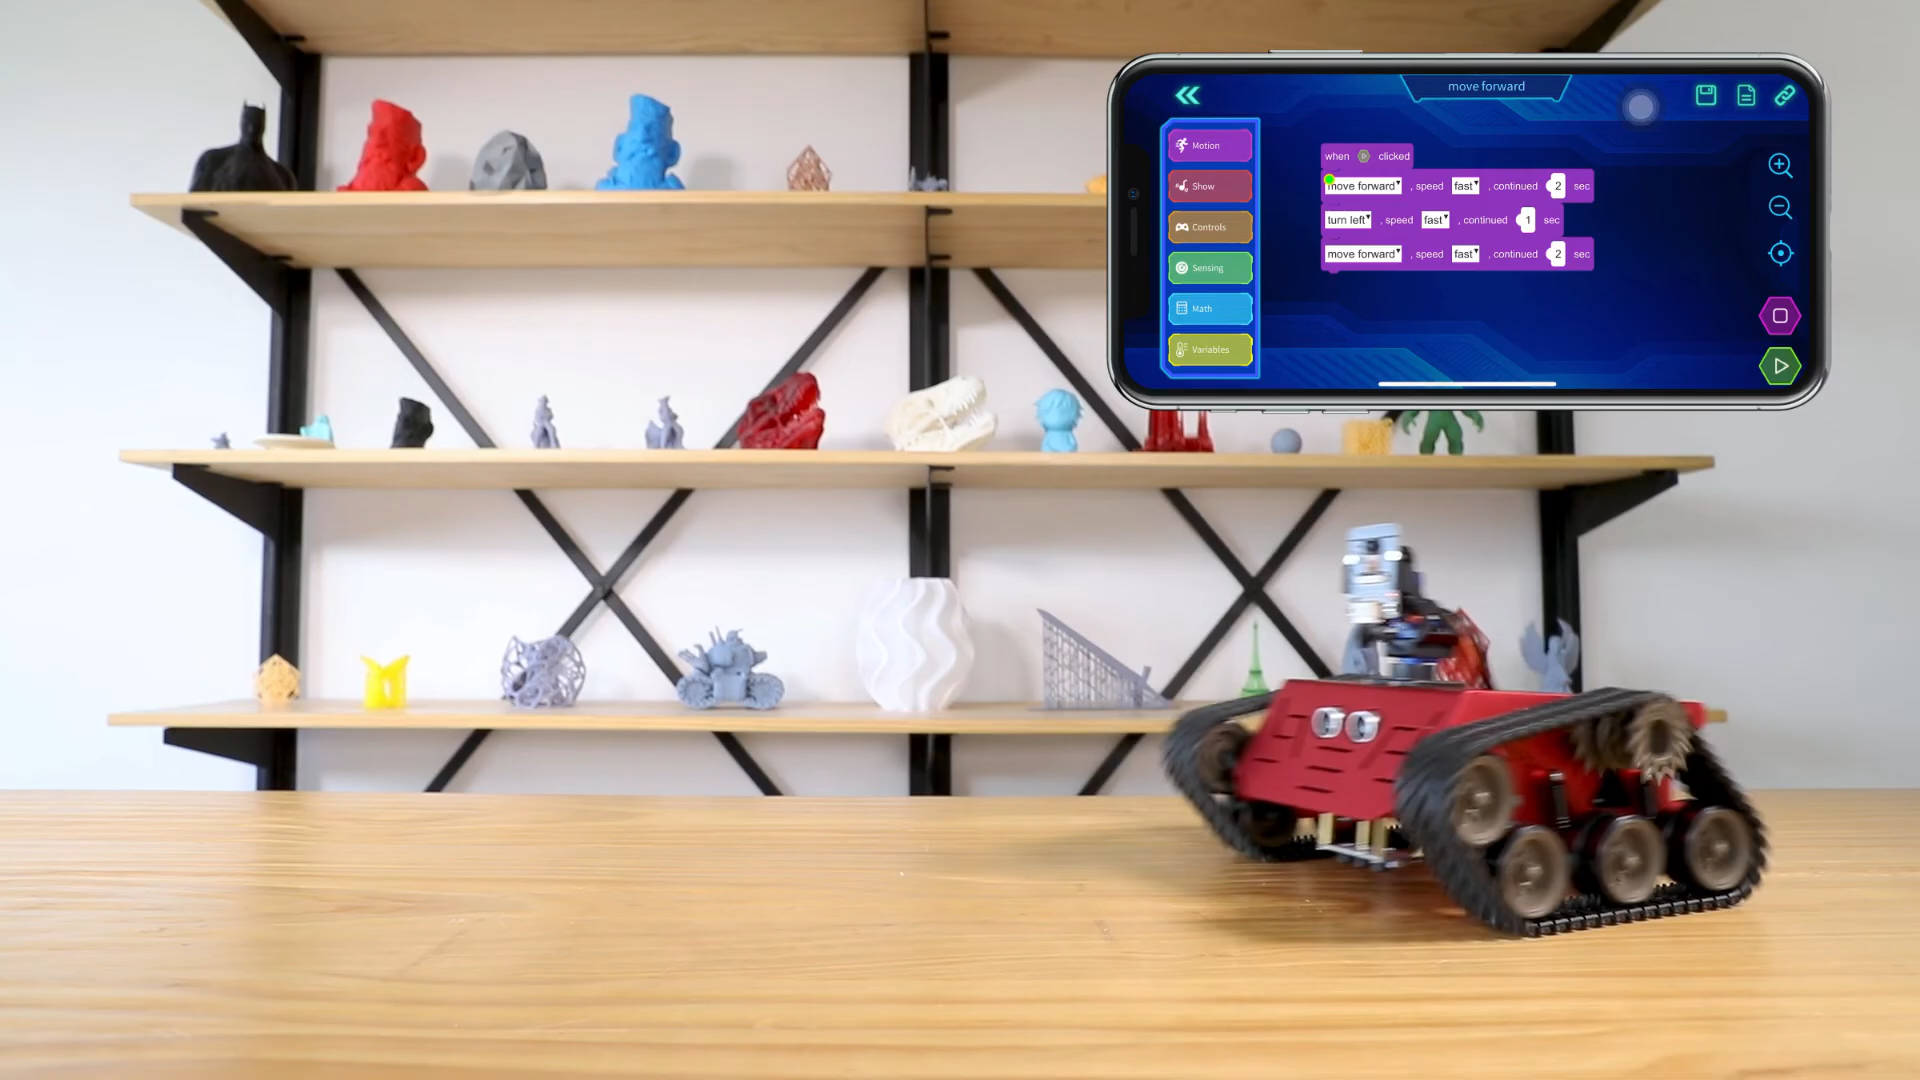 move forward
Motion
Show
Controls
Sensing
Math
Variables
when clicked
move forward , speed fast , continued 2 sec
turn left , speed fast , continued 1 sec
move forward , speed fast , continued 2 sec